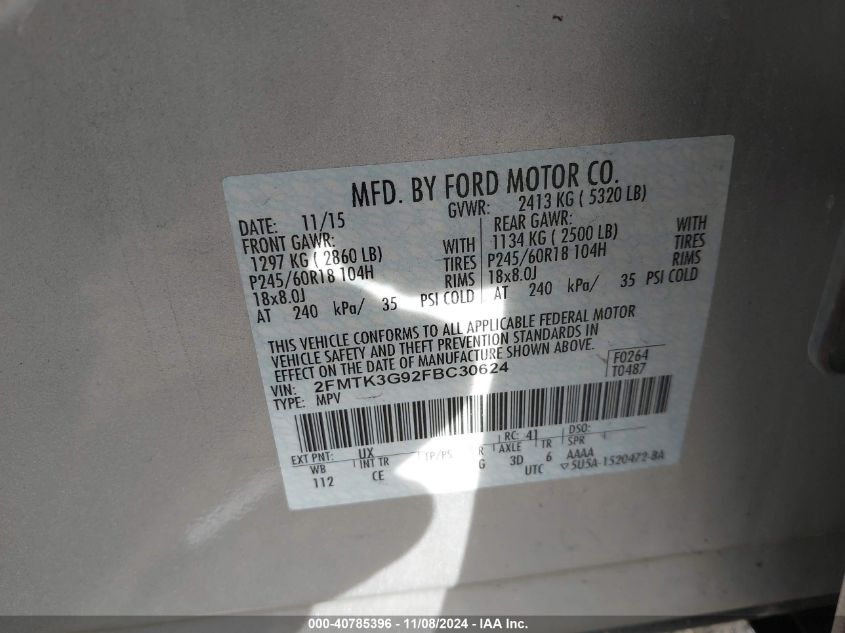 MFD. BY FORD MOTOR CO.
DATE: 11/15 GVWR: 2413 KG ( 5320 LB)
FRONT GAWR: REAR GAWR:
1297 KG ( 2860 LB) WITH 1134 KG ( 2500 LB) WITH
P245/60R18 104H TIRES P245/60R18 104H TIRES
18x8.0J RIMS 18x8.0J RIMS
AT 240 kPa/ 35 PSI COLD AT 240 kPa/ 35 PSI COLD
THIS VEHICLE CONFORMS TO ALL APPLICABLE FEDERAL MOTOR
VEHICLE SAFETY AND THEFT PREVENTION STANDARDS IN
EFFECT ON THE DATE OF MANUFACTURE SHOWN ABOVE.
VIN: 2FMTK3G92FBC30624 F0264
TYPE: MPV T0487
EXT PNT: UX RC: 41 DSO:
WB INT TR TP/PS R AXLE TR SPR
112 CE G 3D 6 AAAA
UTC ▽5U5A-1520472-BA
000-40785396 - 11/08/2024 - IAA Inc.